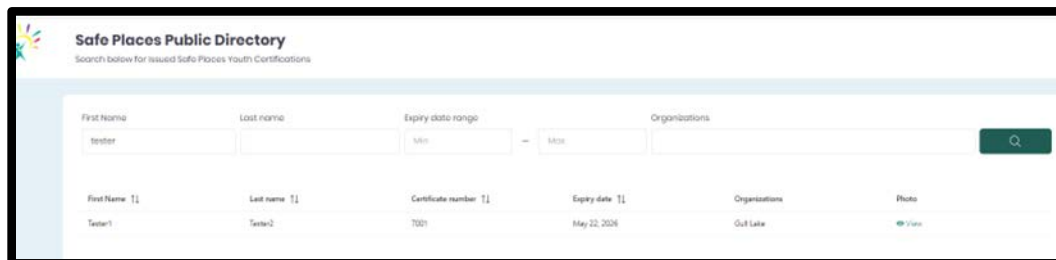 Safe Places Public Directory
Search below for issued Safe Places Youth Certifications
First Name Last name Expiry date range Organizations
tester Min – Max
First Name Last name Certificate number Expiry date Organizations Photo
Tester1 Tester2 7001 May 22, 2026 Gull Lake View